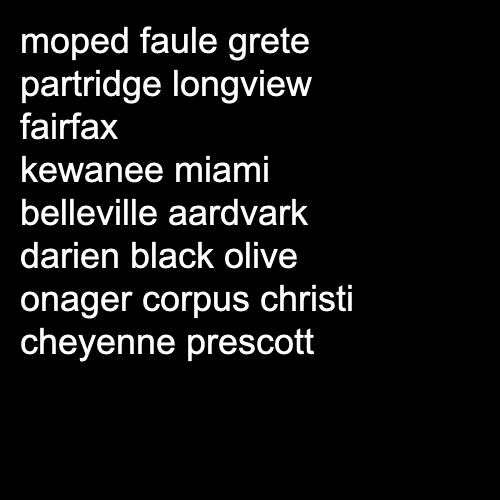 moped faule grete
partridge longview
fairfax
kewanee miami
belleville aardvark
darien black olive
onager corpus christi
cheyenne prescott